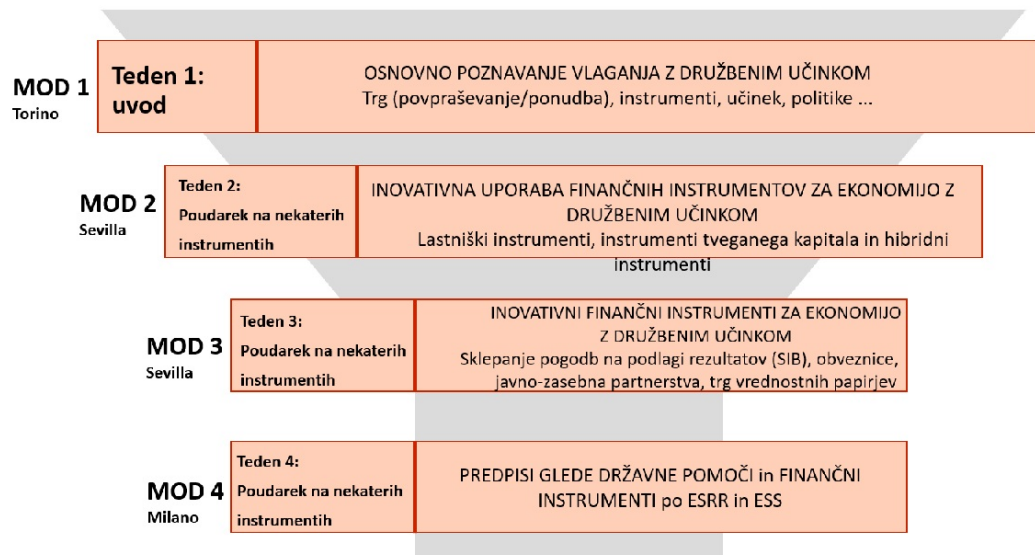 MOD 1
Torino
Teden 1:
uvod
OSNOVNO POZNAVANJE VLAGANJA Z DRUŽBENIM UČINKOM
Trg (povpraševanje/ponudba), instrumenti, učinek, politike ...
MOD 2
Sevilla
Teden 2:
Poudarek na nekaterih
instrumentih
INOVATIVNA UPORABA FINANČNIH INSTRUMENTOV ZA EKONOMIJO Z
DRUŽBENIM UČINKOM
Lastniški instrumenti, instrumenti tveganega kapitala in hibridni
instrumenti
MOD 3
Sevilla
Teden 3:
Poudarek na nekaterih
instrumentih
INOVATIVNI FINANČNI INSTRUMENTI ZA EKONOMIJO
Z DRUŽBENIM UČINKOM
Sklepanje pogodb na podlagi rezultatov (SIB), obveznice,
javno-zasebna partnerstva, trg vrednostnih papirjev
MOD 4
Milano
Teden 4:
Poudarek na nekaterih
instrumentih
PREDPISI GLEDE DRŽAVNE POMOČI in FINANČNI
INSTRUMENTI po ESRR in ESS